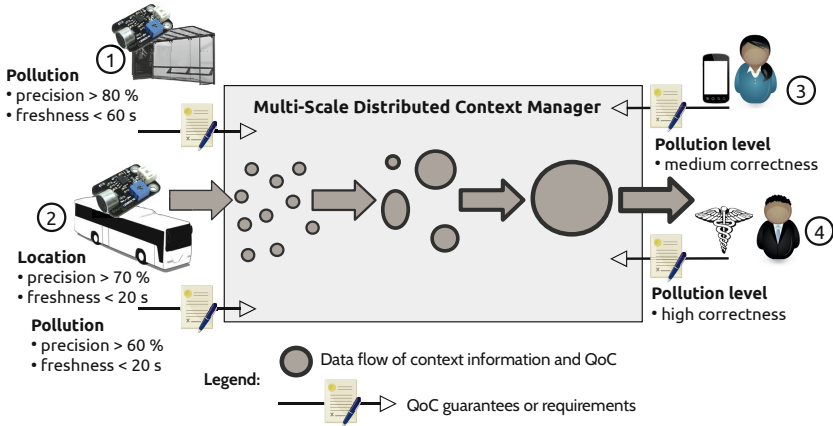 1
Pollution
• precision > 80 %
• freshness < 60 s
Multi-Scale Distributed Context Manager
3
Pollution level
• medium correctness
2
Location
• precision > 70 %
• freshness < 20 s
Pollution
• precision > 60 %
• freshness < 20 s
4
Pollution level
• high correctness
Legend:
Data flow of context information and QoC
QoC guarantees or requirements